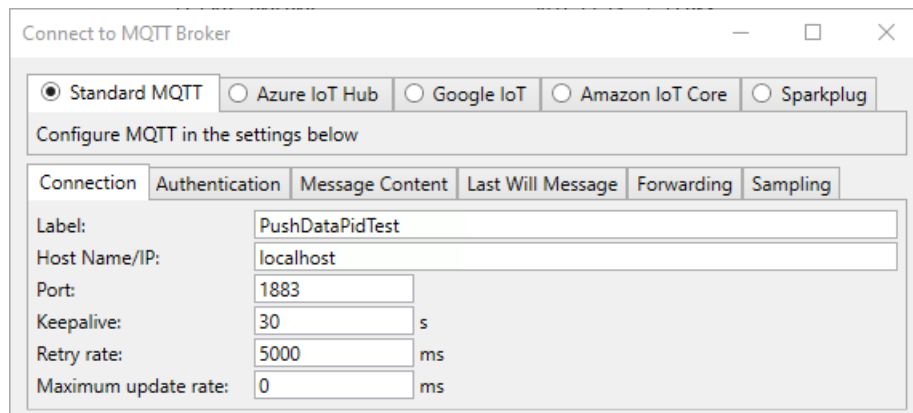 Connect to MQTT Broker
Standard MQTT Azure IoT Hub Google IoT Amazon IoT Core Sparkplug
Configure MQTT in the settings below
Connection Authentication Message Content Last Will Message Forwarding Sampling
Label: PushDataPidTest
Host Name/IP: localhost
Port: 1883
Keepalive: 30 s
Retry rate: 5000 ms
Maximum update rate: 0 ms